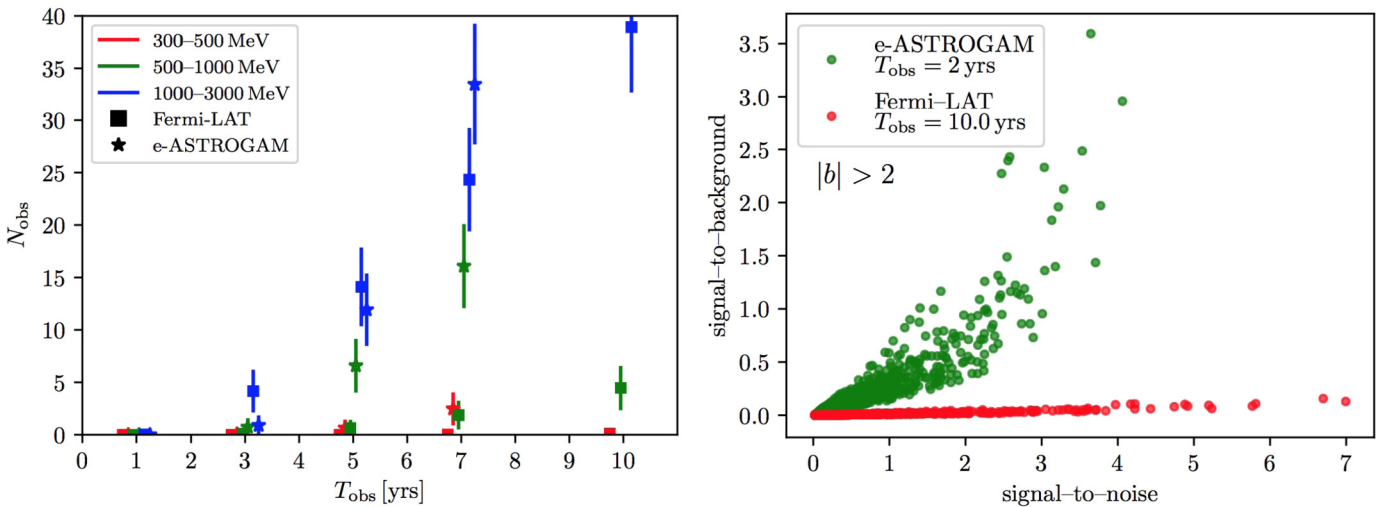 40
35
30
25
20
15
10
5
0
N_obs
300–500 MeV
500–1000 MeV
1000–3000 MeV
Fermi-LAT
e-ASTROGAM
0 1 2 3 4 5 6 7 8 9 10
T_obs [yrs]
3.5
3.0
2.5
2.0
1.5
1.0
0.5
0.0
signal–to–background
e-ASTROGAM
T_obs = 2 yrs
Fermi–LAT
T_obs = 10.0 yrs
|b| > 2
0 1 2 3 4 5 6 7
signal–to–noise